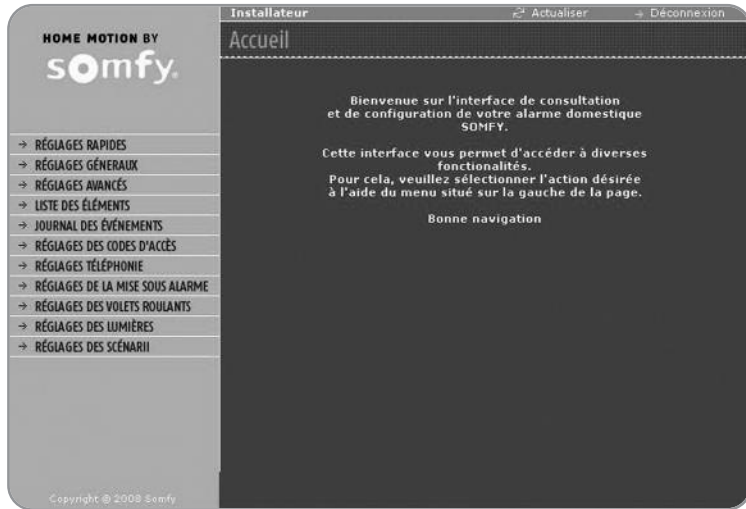 Installateur
Actualiser
Déconnexion
HOME MOTION BY
somfy.
Accueil
Bienvenue sur l'interface de consultation
et de configuration de votre alarme domestique
SOMFY.
Cette interface vous permet d'accéder à diverses
fonctionalités.
Pour cela, veuillez sélectionner l'action désirée
à l'aide du menu situé sur la gauche de la page.
Bonne navigation
→ RÉGLAGES RAPIDES
→ RÉGLAGES GÉNERAUX
→ RÉGLAGES AVANCÉS
→ LISTE DES ÉLÉMENTS
→ JOURNAL DES ÉVÉNEMENTS
→ RÉGLAGES DES CODES D'ACCÈS
→ RÉGLAGES TÉLÉPHONIE
→ RÉGLAGES DE LA MISE SOUS ALARME
→ RÉGLAGES DES VOLETS ROULANTS
→ RÉGLAGES DES LUMIÈRES
→ RÉGLAGES DES SCÉNARII
Copyright © 2008 Somfy